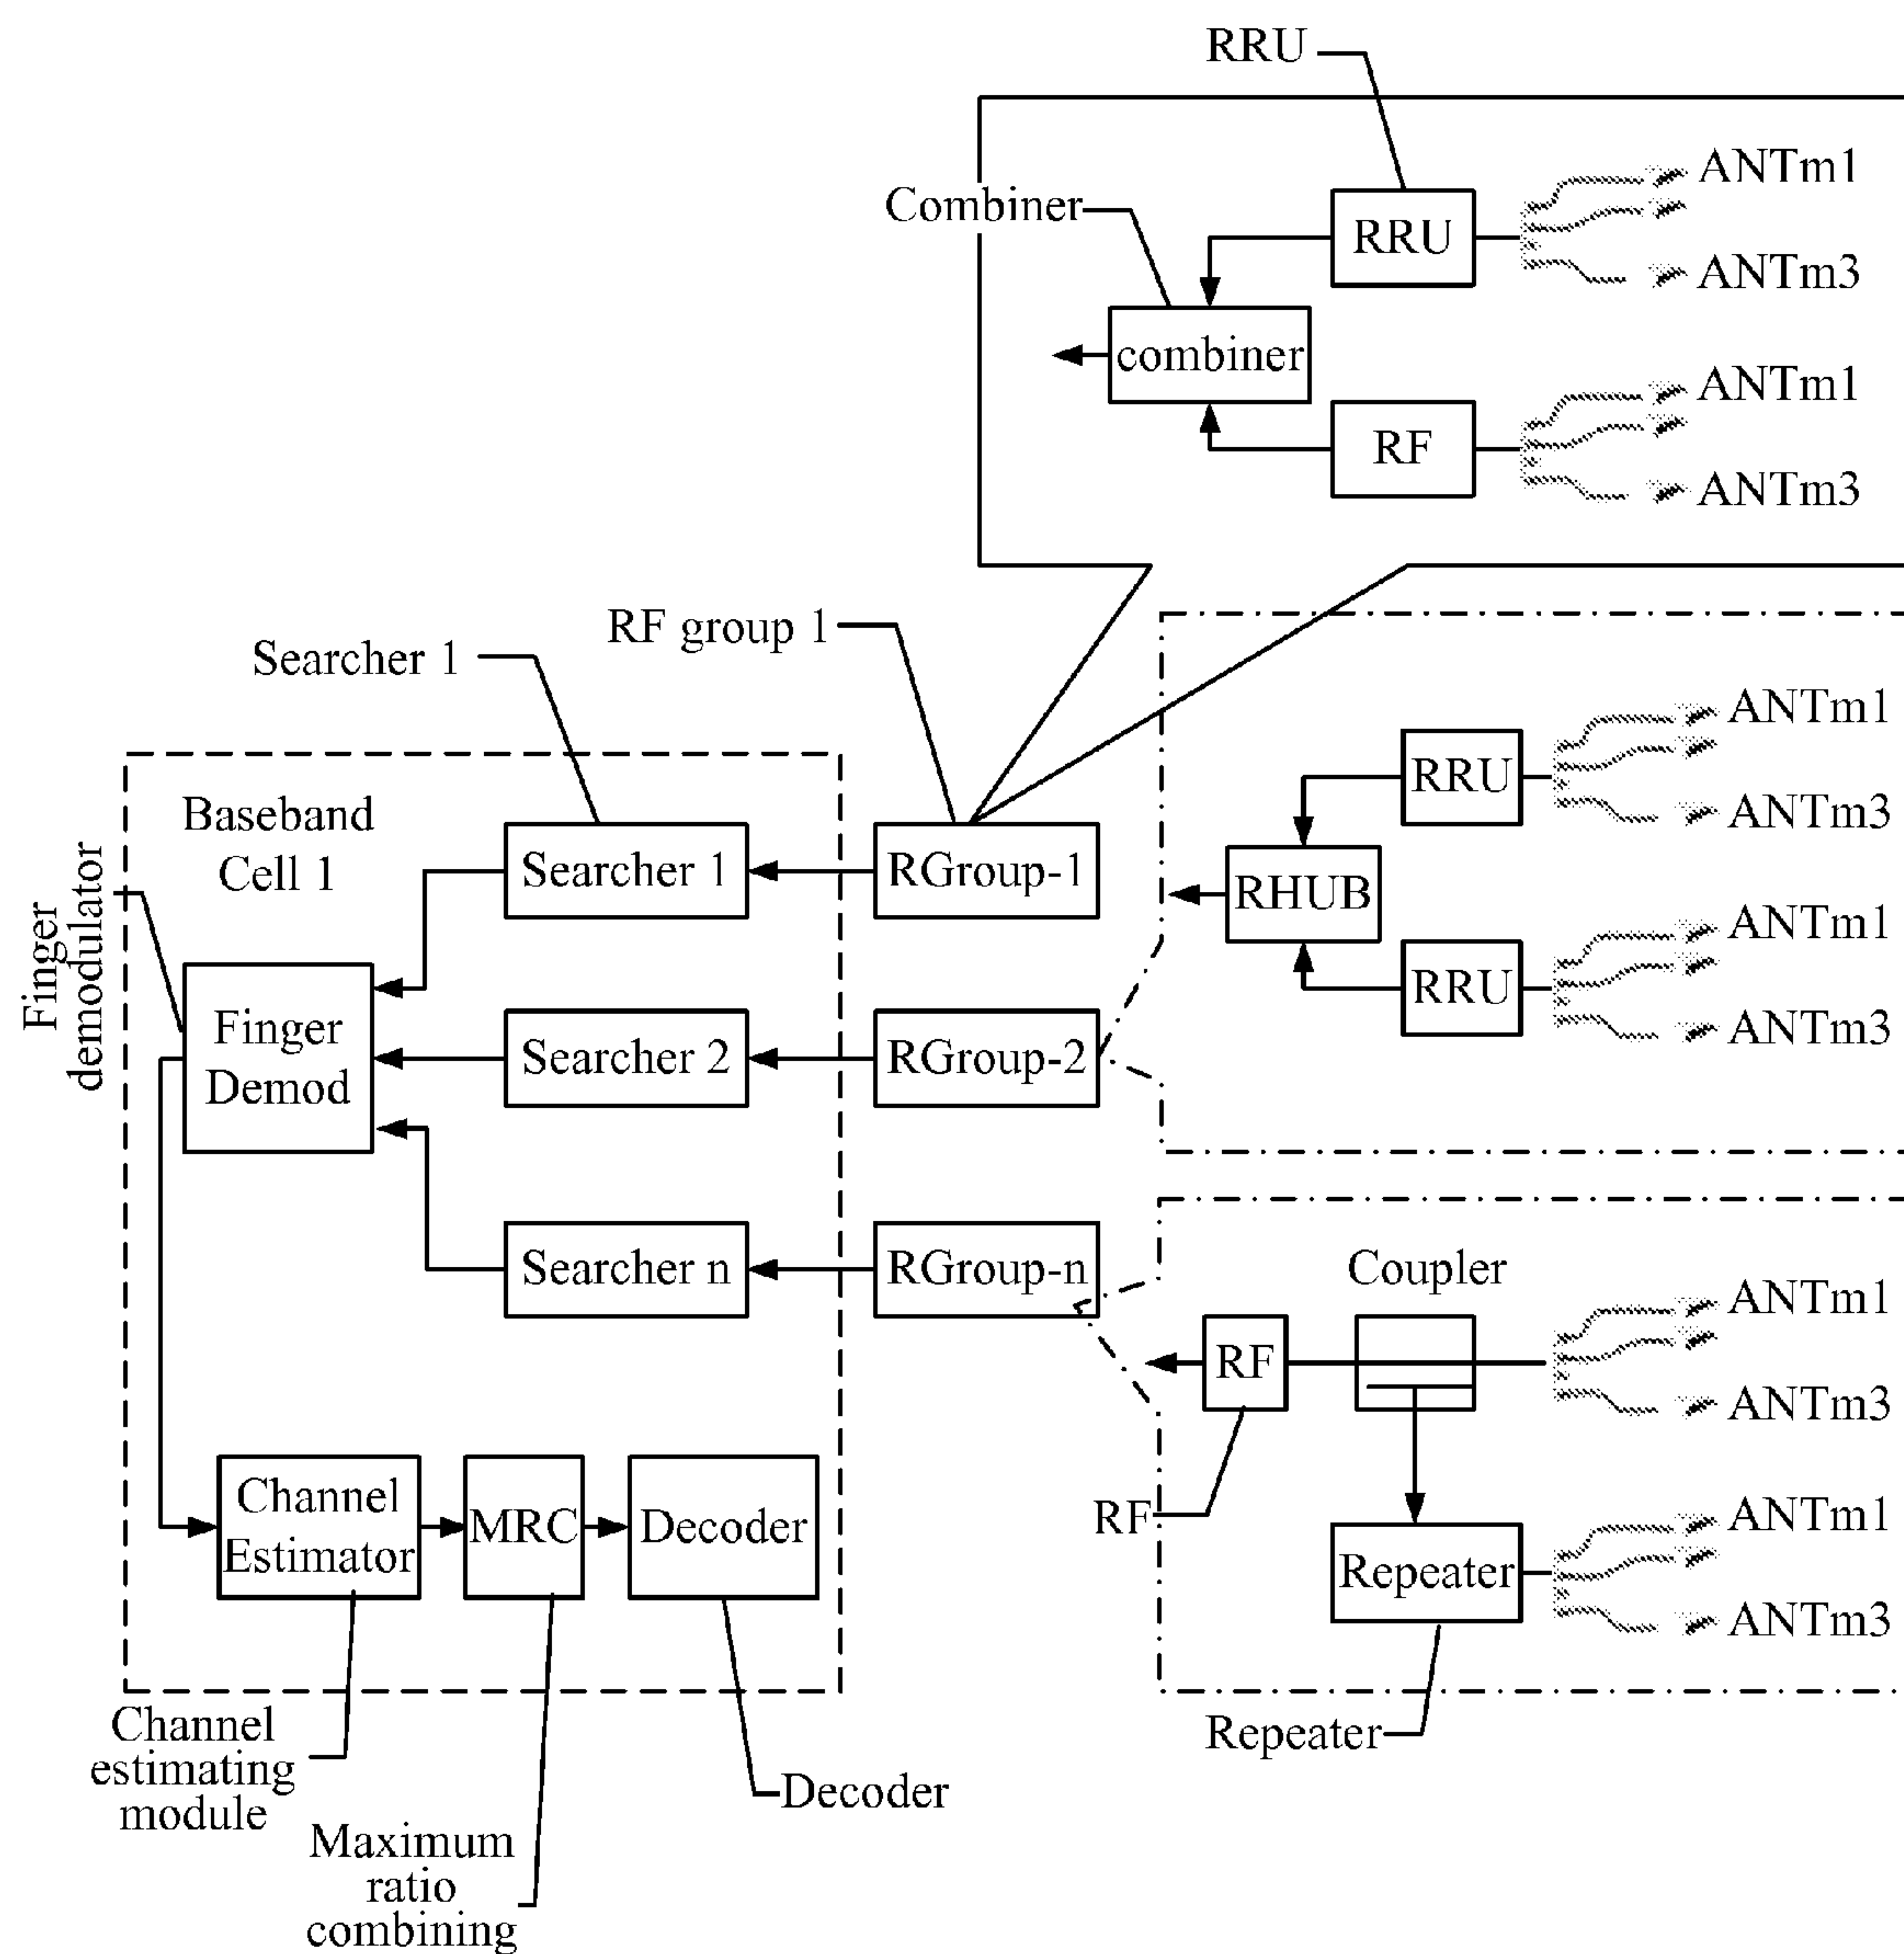 RRU
ANTm1
Combiner
RRU
ANTm3
combiner
ANTm1
RF
ANTm3
RF group 1
Searcher 1
ANTm1
RRU
ANTm3
Baseband
Cell 1
Searcher 1
RGroup-1
RHUB
Finger
demodulator
ANTm1
RRU
ANTm3
Finger
Demod
Searcher 2
RGroup-2
Searcher n
RGroup-n
Coupler
ANTm1
RF
ANTm3
Channel
Estimator
MRC
Decoder
RF
ANTm1
Repeater
ANTm3
Channel
estimating
module
Repeater
Decoder
Maximum
ratio
combining